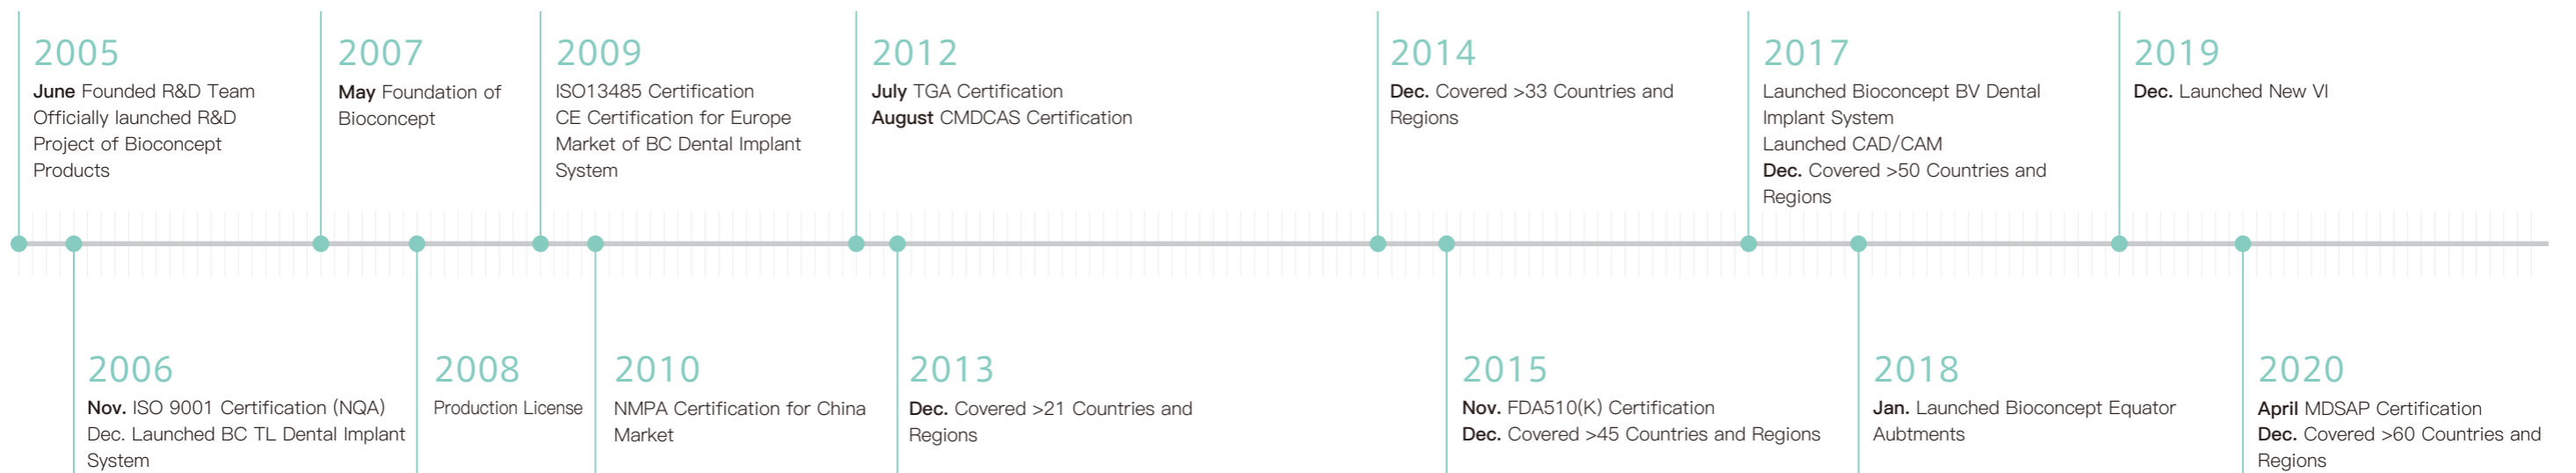 2005
June Founded R&D Team
Officially launched R&D
Project of Bioconcept
Products
2007
May Foundation of
Bioconcept
2009
ISO13485 Certification
CE Certification for Europe
Market of BC Dental Implant
System
2012
July TGA Certification
August CMDCAS Certification
2014
Dec. Covered >33 Countries and
Regions
2017
Launched Bioconcept BV Dental
Implant System
Launched CAD/CAM
Dec. Covered >50 Countries and
Regions
2019
Dec. Launched New VI
2006
Nov. ISO 9001 Certification (NQA)
Dec. Launched BC TL Dental Implant
System
2008
Production License
2010
NMPA Certification for China
Market
2013
Dec. Covered >21 Countries and
Regions
2015
Nov. FDA510(K) Certification
Dec. Covered >45 Countries and Regions
2018
Jan. Launched Bioconcept Equator
Aubtments
2020
April MDSAP Certification
Dec. Covered >60 Countries and
Regions